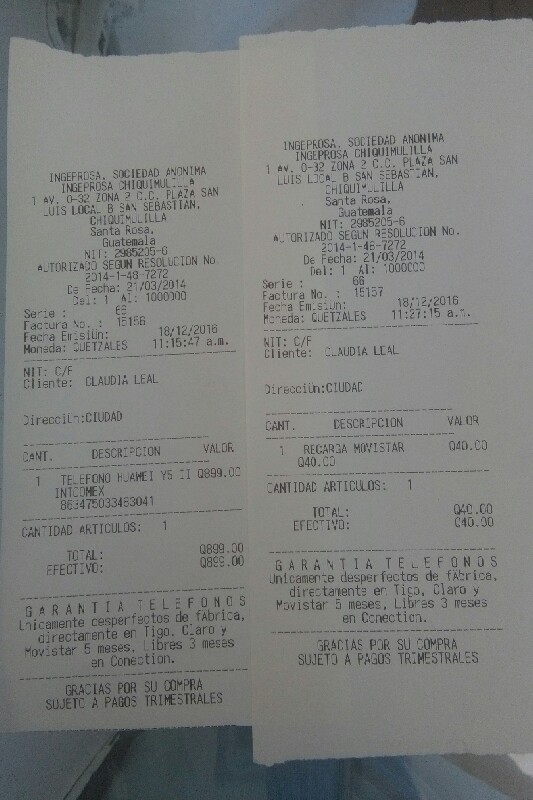 INGEPROSA, SOCIEDAD ANONIMA
INGEPROSA CHIQUIMULILLA
1 AV. 0-32 ZONA 2 C.C. PLAZA SAN
LUIS LOCAL B SAN SEBASTIAN,
CHIQUIMULILLA
Santa Rosa,
Guatemala
NIT: 2985205-6
AUTORIZADO SEGUN RESOLUCION No.
2014-1-46-7272
De Fecha: 21/03/2014
Del: 1 Al: 1000000
Serie : 66
Factura No. : 15156
Fecha Emisiùn: 18/12/2016
Moneda: QUETZALES 11:15:47 a.m.
NIT: C/F
Cliente: CLAUDIA LEAL
Direcciùn:CIUDAD
CANT. DESCRIPCION VALOR
1 TELEFONO HUAWEI Y5 II Q899.00
INTCOMEX
863475033463041
CANTIDAD ARTICULOS: 1
TOTAL: Q899.00
EFECTIVO: Q899.00
GARANTIA TELEFONOS
Unicamente desperfectos de fÁbrica,
directamente en Tigo, Claro y
Movistar 5 meses, Libres 3 meses
en Conection.
GRACIAS POR SU COMPRA
SUJETO A PAGOS TRIMESTRALES
INGEPROSA, SOCIEDAD ANONIMA
INGEPROSA CHIQUIMULILLA
1 AV. 0-32 ZONA 2 C.C. PLAZA SAN
LUIS LOCAL B SAN SEBASTIAN,
CHIQUIMULILLA
Santa Rosa,
Guatemala
NIT: 2985205-6
AUTORIZADO SEGUN RESOLUCION No.
2014-1-46-7272
De Fecha: 21/03/2014
Del: 1 Al: 1000000
Serie : 66
Factura No. : 15157
Fecha Emisiùn: 18/12/2016
Moneda: QUETZALES 11:27:15 a.m.
NIT: C/F
Cliente: CLAUDIA LEAL
Direcciùn:CIUDAD
CANT. DESCRIPCION VALOR
1 RECARGA MOVISTAR Q40.00
Q40.00
CANTIDAD ARTICULOS: 1
TOTAL: Q40.00
EFECTIVO: Q40.00
GARANTIA TELEFONOS
Unicamente desperfectos de fÁbrica,
directamente en Tigo, Claro y
Movistar 5 meses, Libres 3 meses
en Conection.
GRACIAS POR SU COMPRA
SUJETO A PAGOS TRIMESTRALES